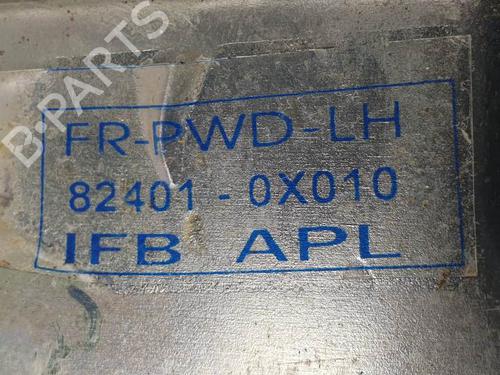 B-PARTS
FR-PWD-LH
82401-0X010
IFB APL